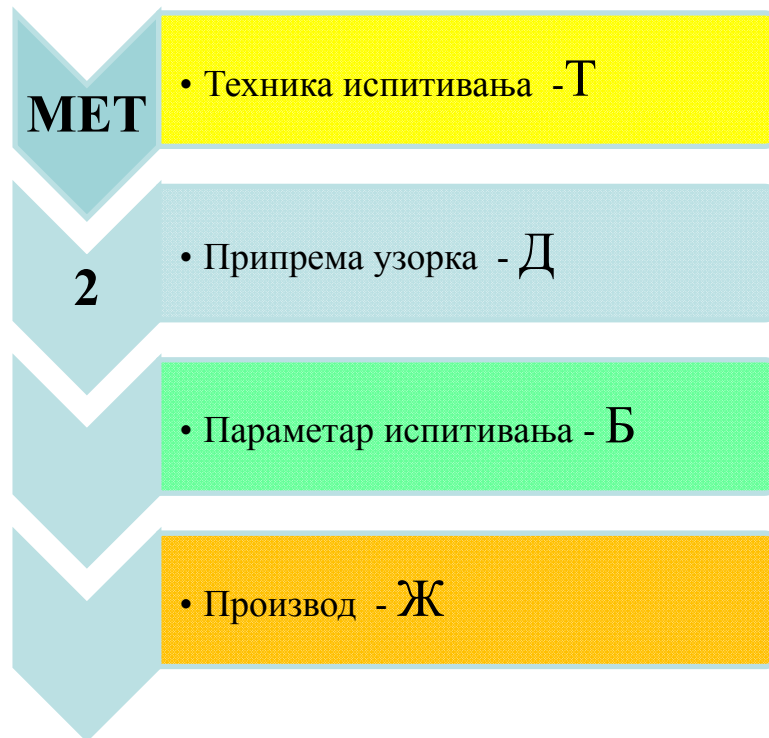 МЕТ
• Техника испитивања -Т
2
• Припрема узорка - Д
• Параметар испитивања - Б
• Производ - Ж